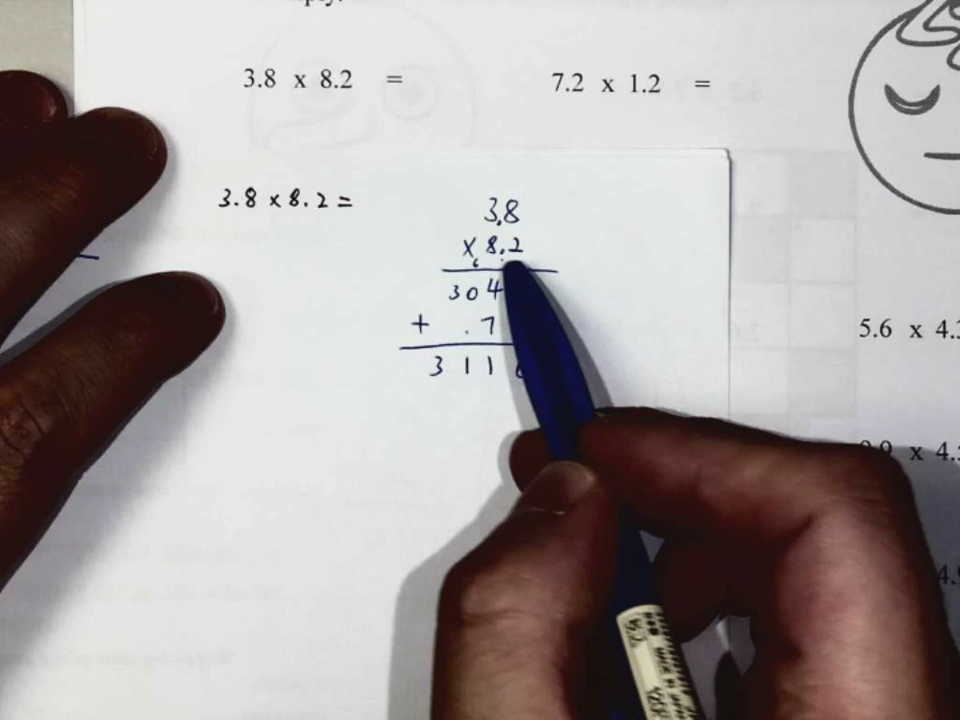 3.8 x 8.2 = 7.2 x 1.2 =
3.8 x 8.2 =
3.8
x 8.2
6
304
+ .7
311
5.6 x 4.
x 4.